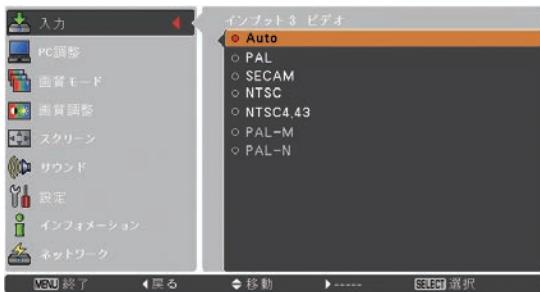 入力
PC調整
画質モード
画質調整
スクリーン
サウンド
設定
インフォメーション
ネットワーク
インプット3 ビデオ
Auto
PAL
SECAM
NTSC
NTSC4.43
PAL-M
PAL-N
MENU 終了 戻る 移動 ----- SELECT 選択